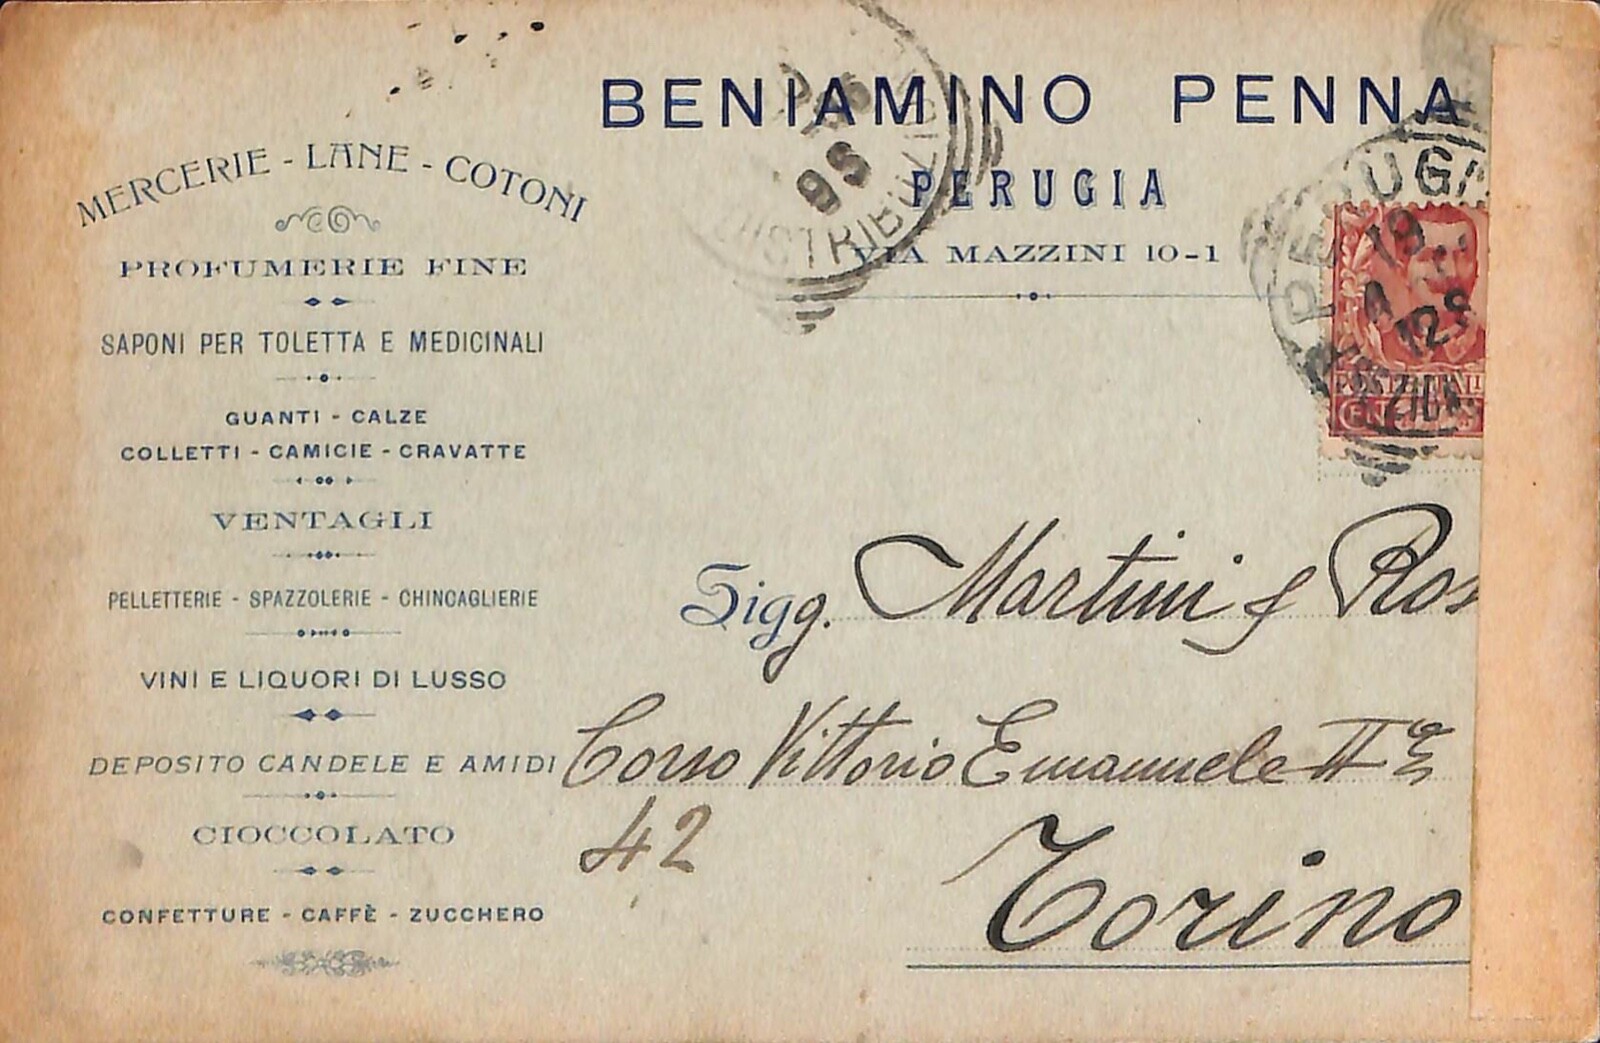 BENIAMINO PENNA
PERUGIA
VIA MAZZINI 10-1
MERCERIE - LANE - COTONI
PROFUMERIE FINE
SAPONI PER TOLETTA E MEDICINALI
GUANTI - CALZE
COLLETTI - CAMICIE - CRAVATTE
VENTAGLI
PELLETTERIE - SPAZZOLERIE - CHINCAGLIERIE
VINI E LIQUORI DI LUSSO
DEPOSITO CANDELE E AMIDI
CIOCCOLATO
CONFETTURE - CAFFÈ - ZUCCHERO
Sigg. Martini & Ros
Corso Vittorio Emanuele II
42
Torino